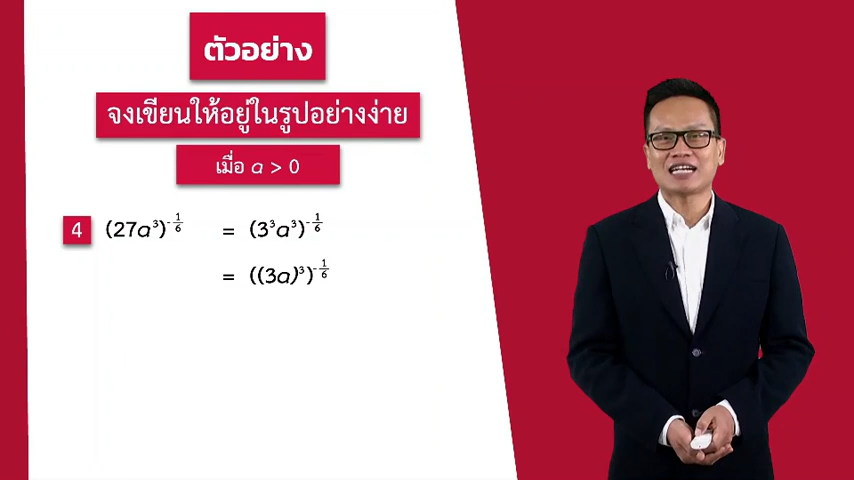 ตัวอย่าง
จงเขียนให้อยู่ในรูปอย่างง่าย
เมื่อ a > 0
4 (27a³)^{-1/6} = (3³a³)^{-1/6}
= ((3a)³)^{-1/6}